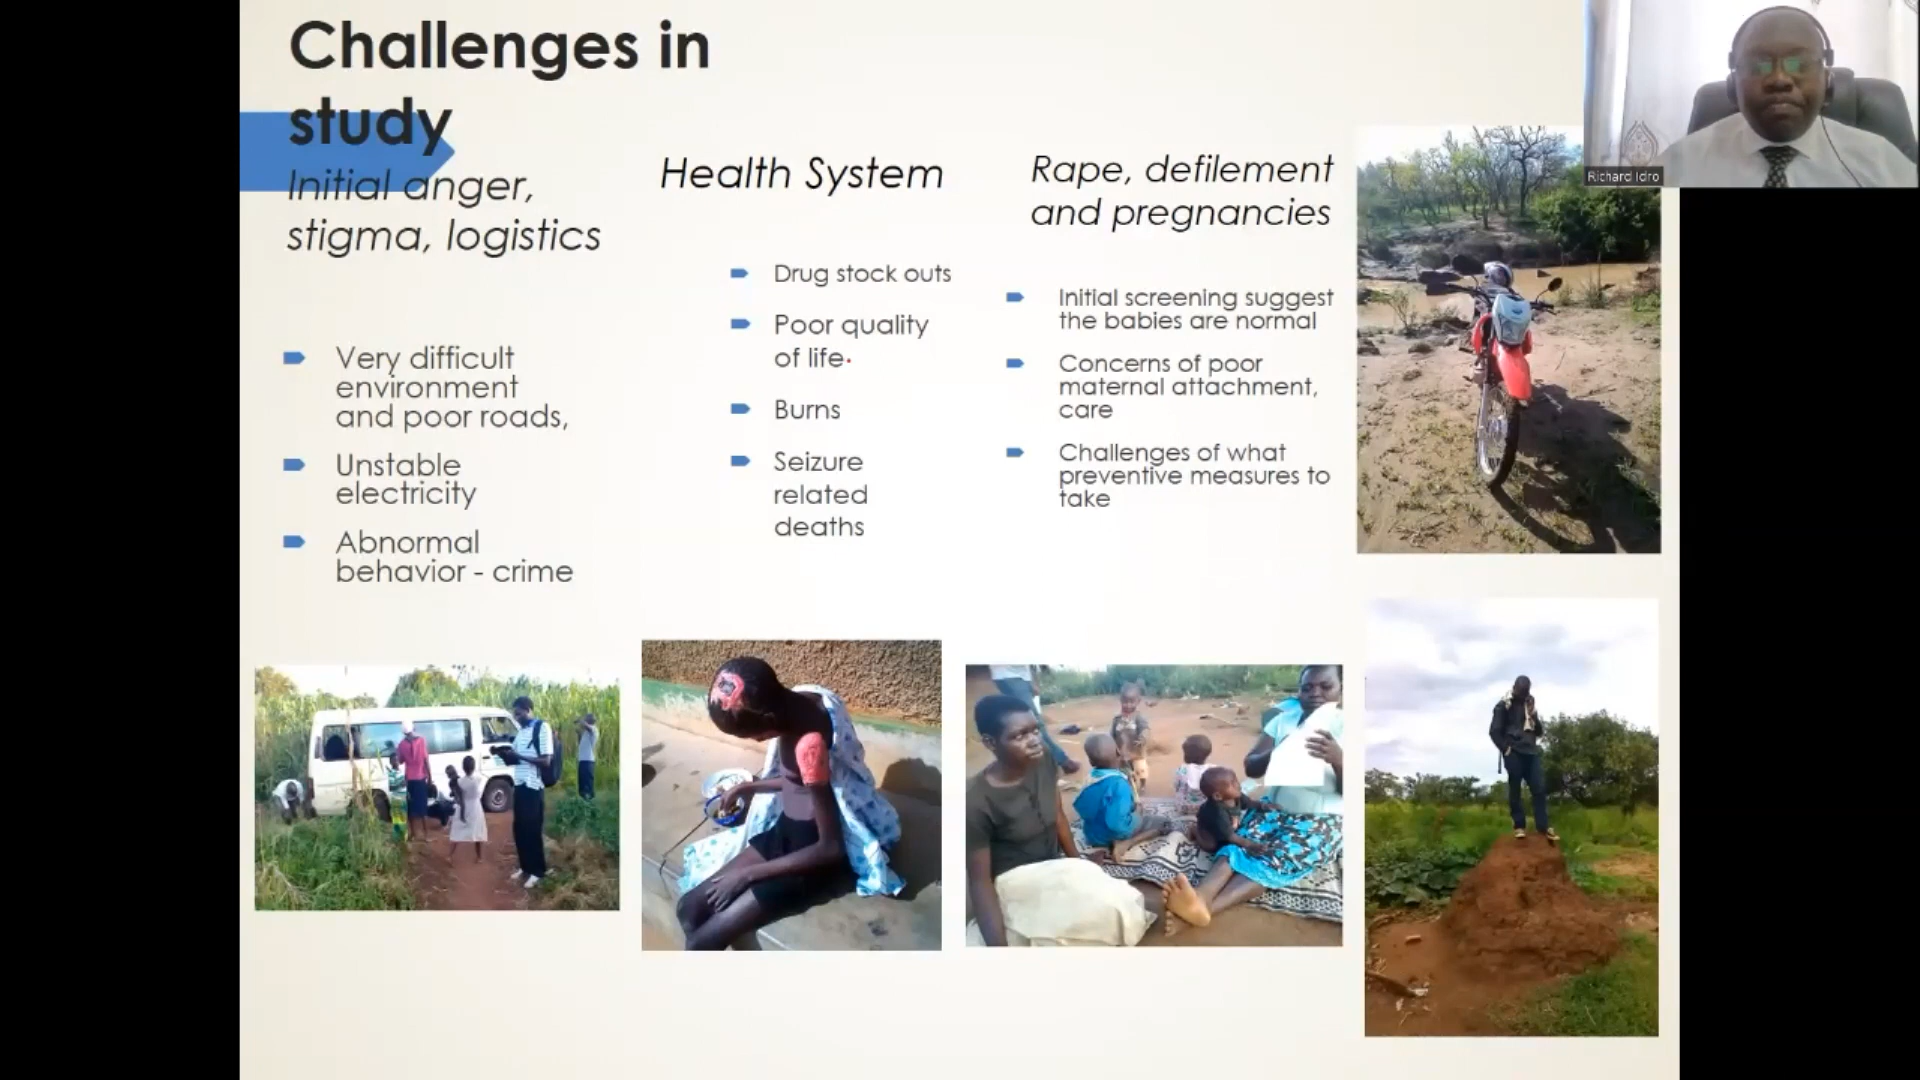 Challenges in
study
Initial anger,
stigma, logistics
Very difficult
environment
and poor roads,
Unstable
electricity
Abnormal
behavior - crime
Health System
Drug stock outs
Poor quality
of life
Burns
Seizure
related
deaths
Rape, defilement
and pregnancies
Initial screening suggest
the babies are normal
Concerns of poor
maternal attachment,
care
Challenges of what
preventive measures to
take
Richard Idro